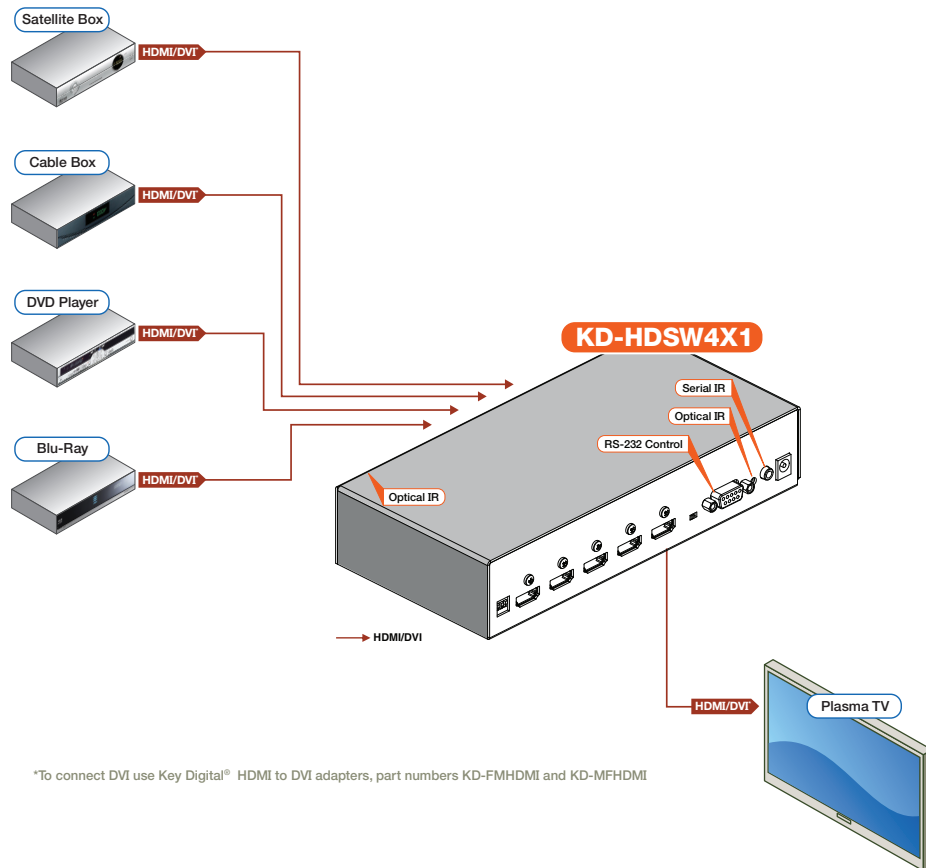 Satellite Box
HDMI/DVI*
Cable Box
HDMI/DVI*
DVD Player
HDMI/DVI*
KD-HDSW4X1
Serial IR
Optical IR
RS-232 Control
Blu-Ray
HDMI/DVI*
Optical IR
HDMI/DVI
HDMI/DVI*
Plasma TV
*To connect DVI use Key Digital® HDMI to DVI adapters, part numbers KD-FMHDMI and KD-MFHDMI